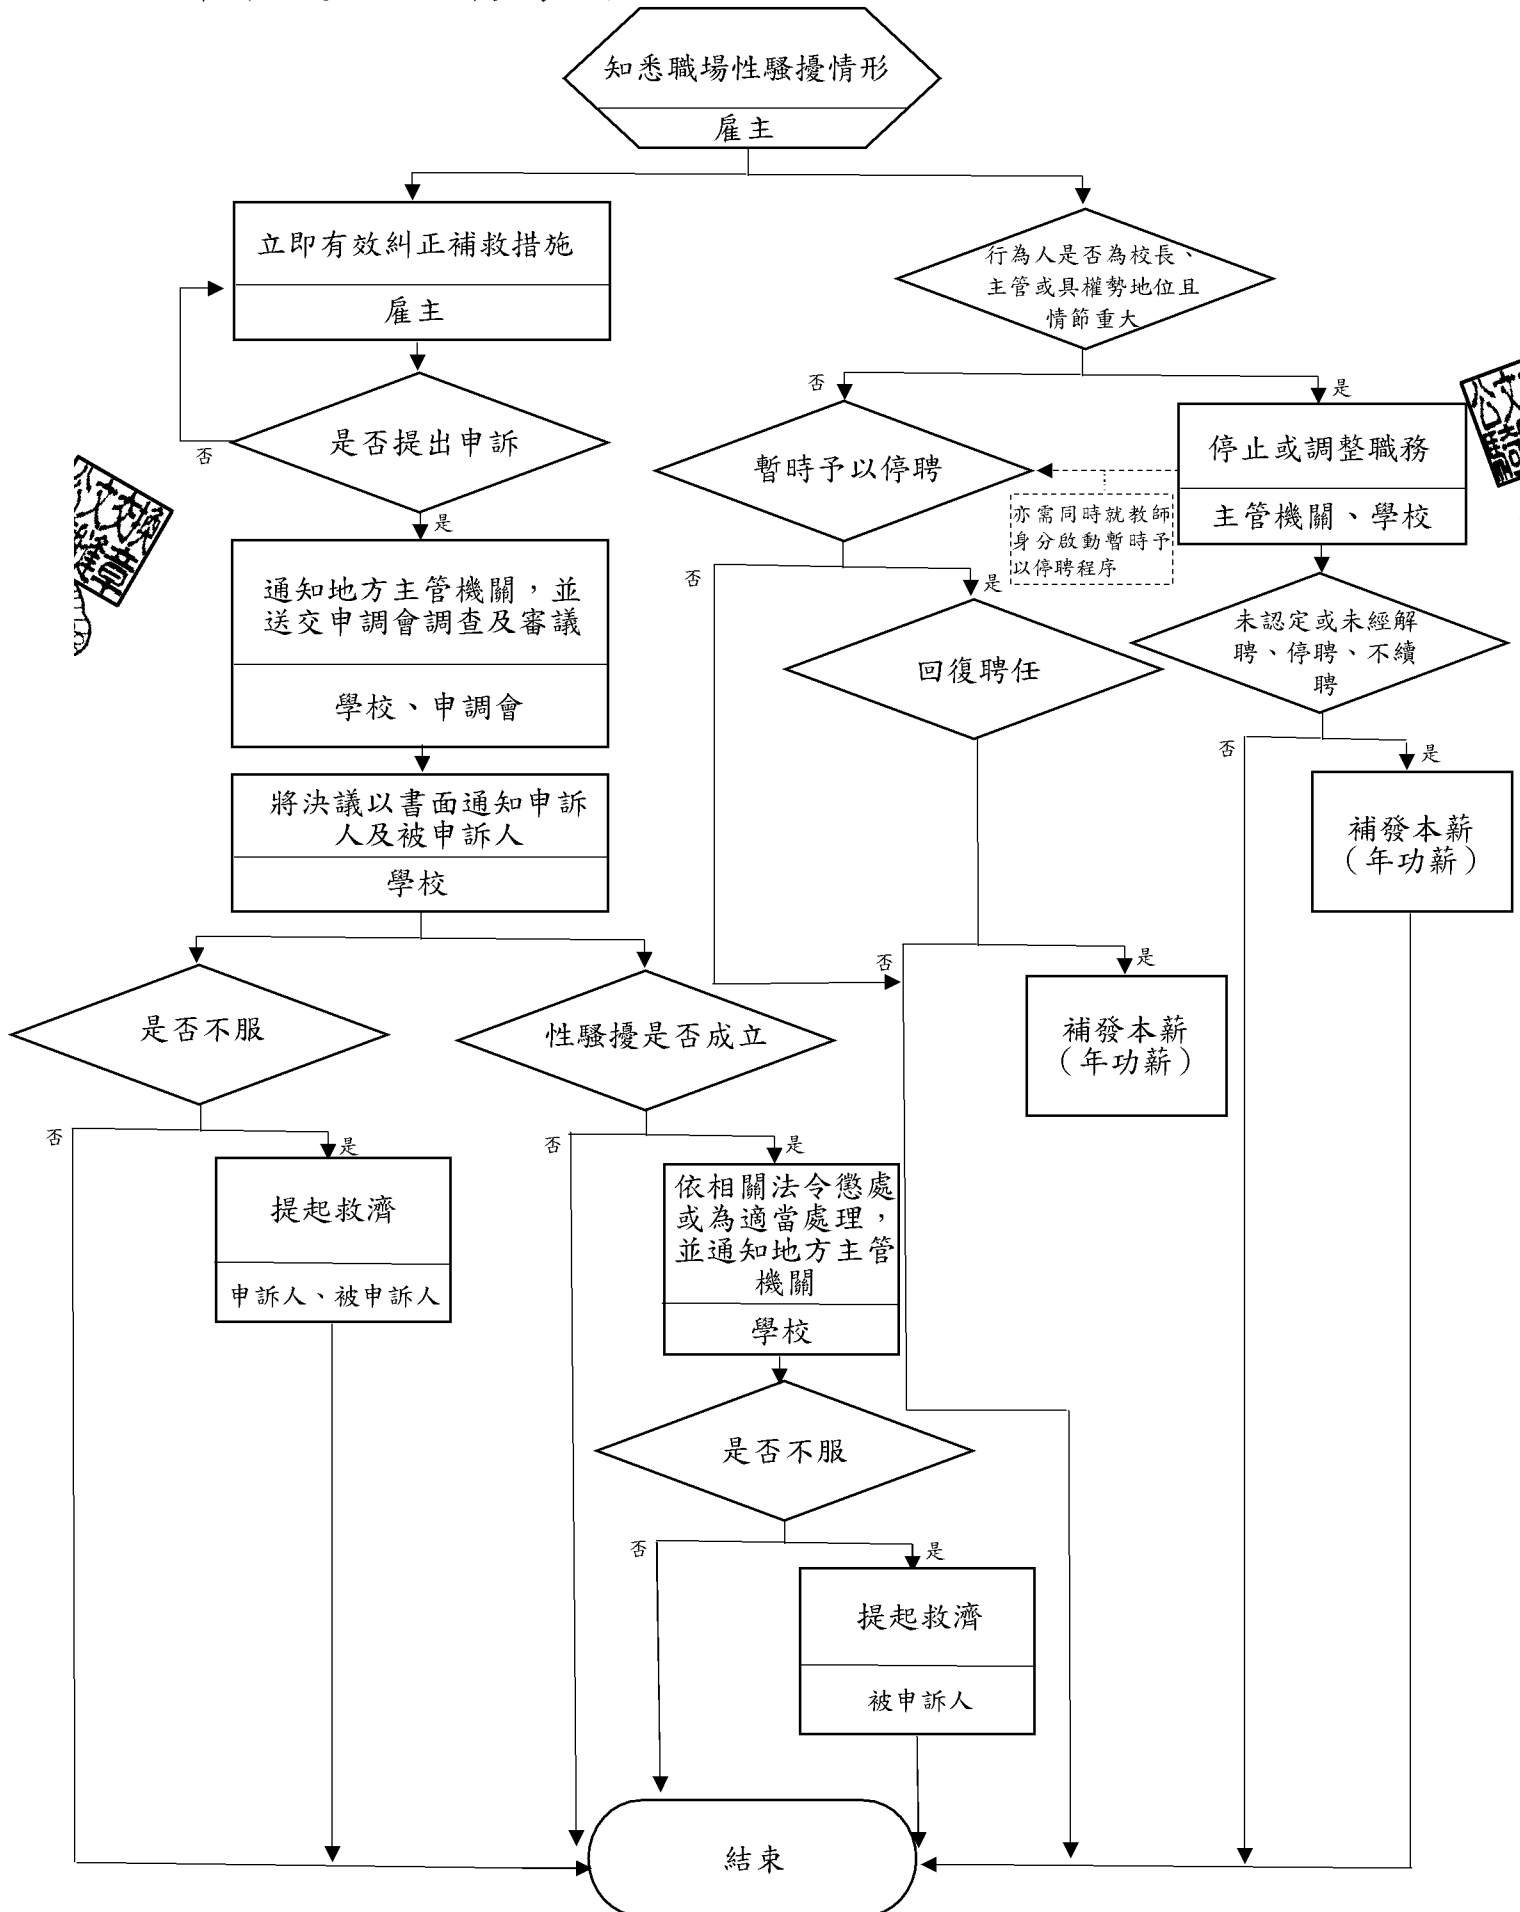 知悉職場性騷擾情形
雇主
立即有效糾正補救措施
雇主
行為人是否為校長、
主管或具權勢地位且
情節重大
否
是
是否提出申訴
否
是
暫時予以停聘
停止或調整職務
主管機關、學校
亦需同時就教師
身分啟動暫時予
以停聘程序
通知地方主管機關,並
送交申調會調查及審議
學校、申調會
否
是
回復聘任
未認定或未經解
聘、停聘、不續
聘
否
是
將決議以書面通知申訴
人及被申訴人
學校
補發本薪
(年功薪)
否
是
是否不服
性騷擾是否成立
補發本薪
(年功薪)
否
是
否
是
提起救濟
申訴人、被申訴人
依相關法令懲處
或為適當處理,
並通知地方主管
機關
學校
是否不服
否
是
提起救濟
被申訴人
結束